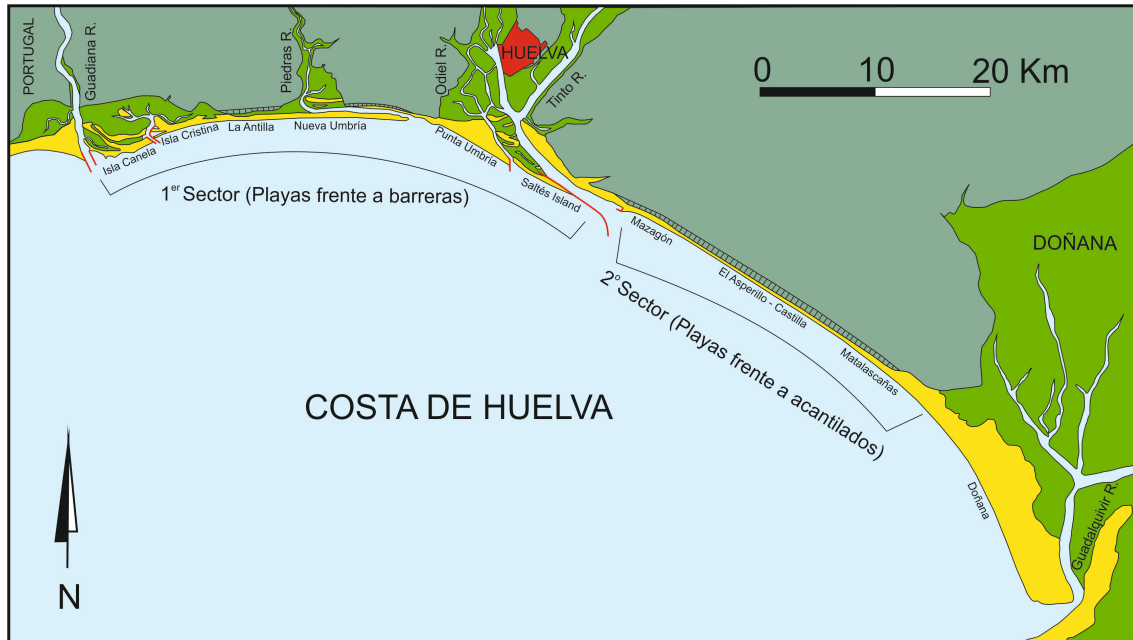 PORTUGAL
Guadiana R.
Piedras R.
Odiel R.
HUELVA
Tinto R.
0 10 20 Km
Isla Canela
Isla Cristina
La Antilla
Nueva Umbría
Punta Umbría
Saltés Island
1er Sector (Playas frente a barreras)
Mazagón
El Asperillo - Castilla
Matalascañas
2º Sector (Playas frente a acantilados)
DOÑANA
COSTA DE HUELVA
Doñana
Guadalquivir R.
N